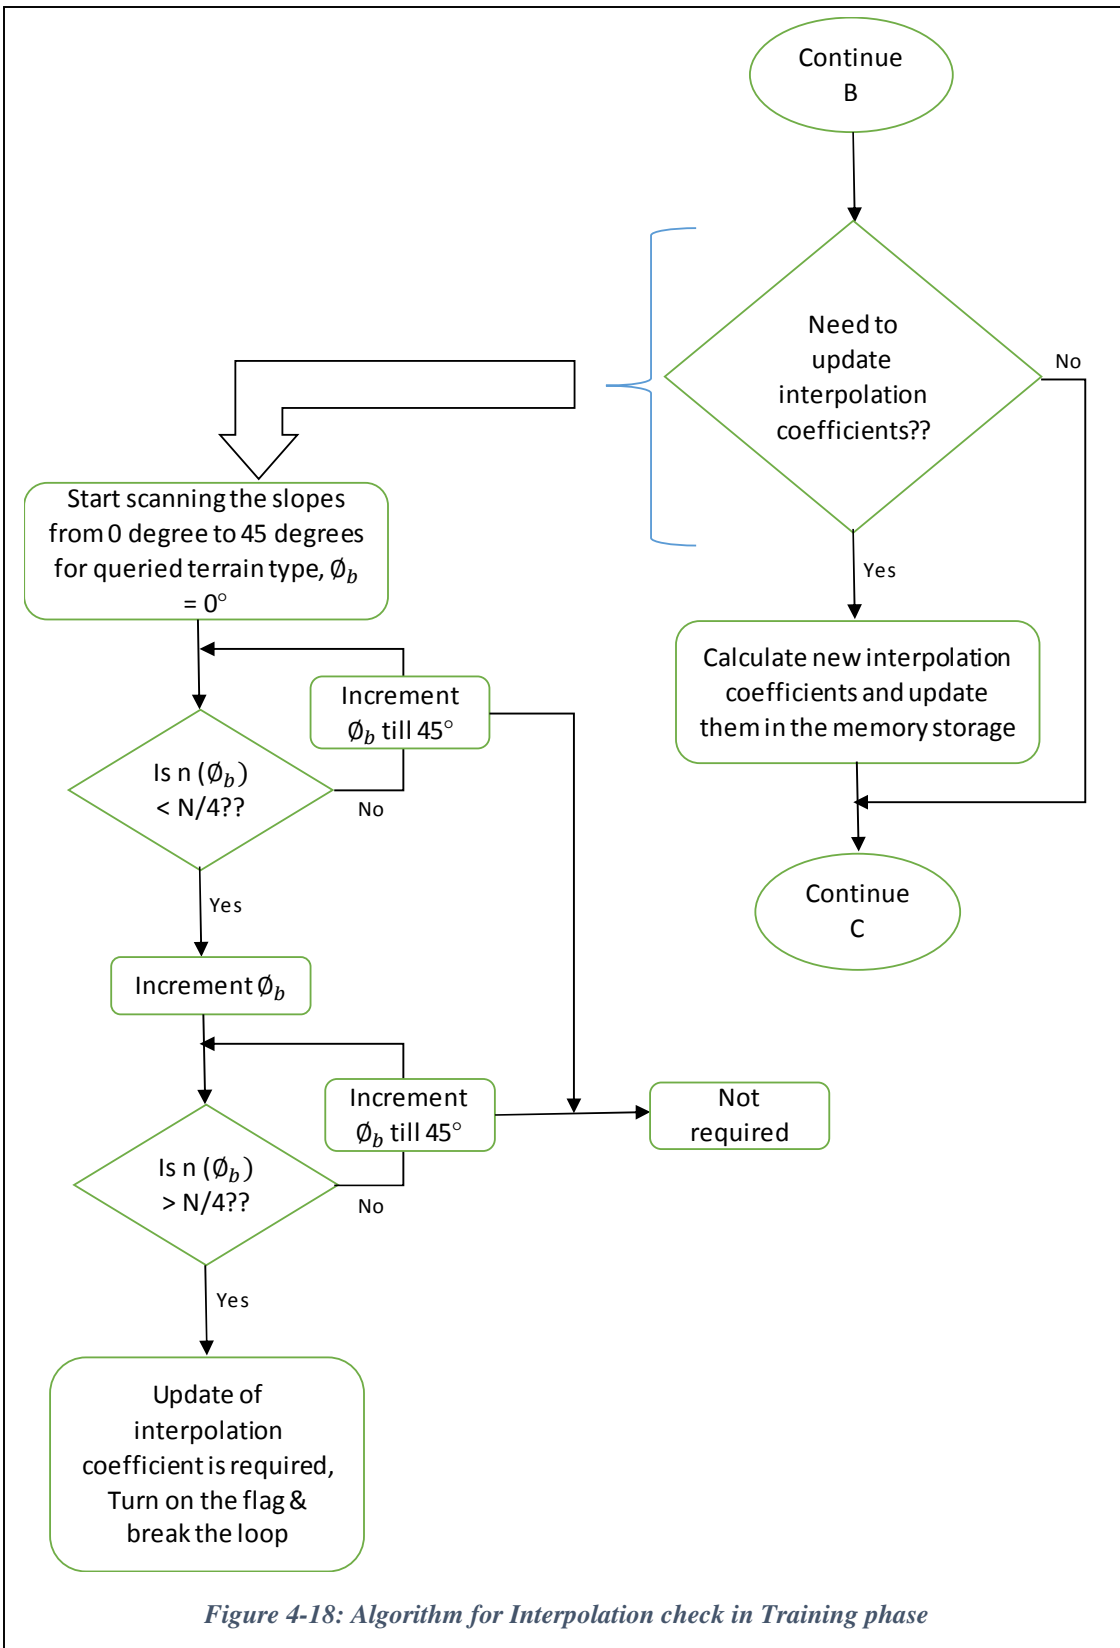 Continue
B
Need to
update
interpolation
coefficients??
No
Yes
Calculate new interpolation
coefficients and update
them in the memory storage
Continue
C
Start scanning the slopes
from 0 degree to 45 degrees
for queried terrain type, ∅b
= 0°
Increment
∅b till 45°
Is n (∅b)
< N/4??
No
Yes
Increment ∅b
Increment
∅b till 45°
Not
required
Is n (∅b)
> N/4??
No
Yes
Update of
interpolation
coefficient is required,
Turn on the flag &
break the loop
Figure 4-18: Algorithm for Interpolation check in Training phase